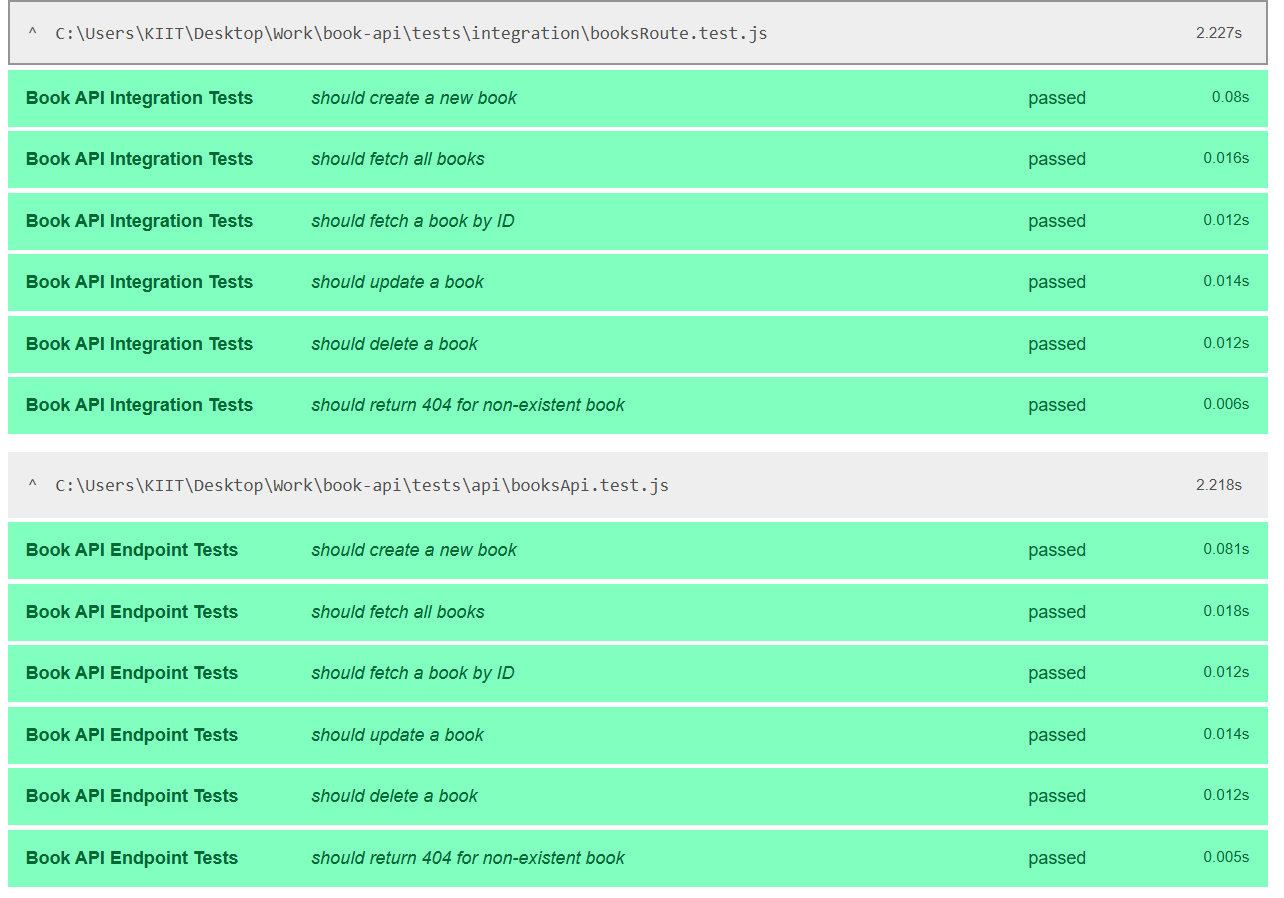 ^ C:\Users\KIIT\Desktop\Work\book-api\tests\integration\booksRoute.test.js 2.227s
Book API Integration Tests should create a new book passed 0.08s
Book API Integration Tests should fetch all books passed 0.016s
Book API Integration Tests should fetch a book by ID passed 0.012s
Book API Integration Tests should update a book passed 0.014s
Book API Integration Tests should delete a book passed 0.012s
Book API Integration Tests should return 404 for non-existent book passed 0.006s
^ C:\Users\KIIT\Desktop\Work\book-api\tests\api\booksApi.test.js 2.218s
Book API Endpoint Tests should create a new book passed 0.081s
Book API Endpoint Tests should fetch all books passed 0.018s
Book API Endpoint Tests should fetch a book by ID passed 0.012s
Book API Endpoint Tests should update a book passed 0.014s
Book API Endpoint Tests should delete a book passed 0.012s
Book API Endpoint Tests should return 404 for non-existent book passed 0.005s